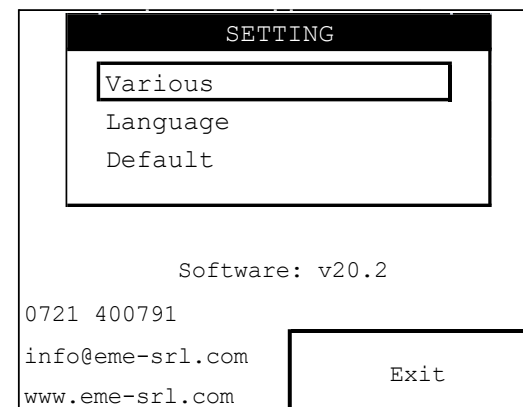 SETTING
Various
Language
Default
Software: v20.2
0721 400791
info@eme-srl.com
Exit
www.eme-srl.com